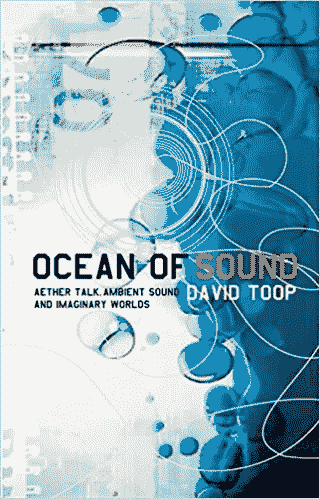 OCEAN OF SOUND
AETHER TALK, AMBIENT SOUND
AND IMAGINARY WORLDS
DAVID TOOP